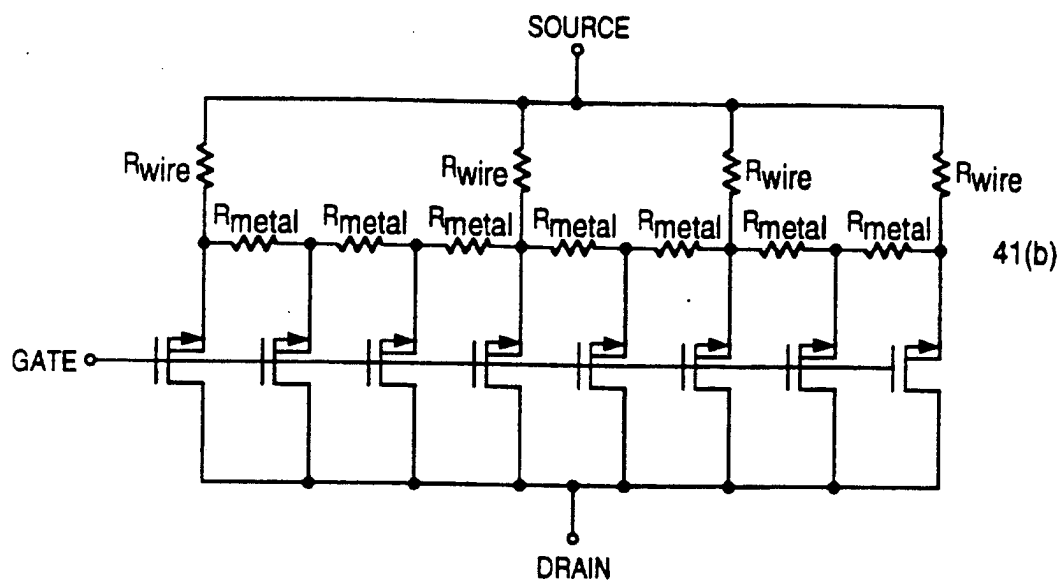 SOURCE
Rwire Rwire Rwire Rwire
Rmetal Rmetal Rmetal Rmetal Rmetal Rmetal Rmetal
41(b)
GATE
DRAIN